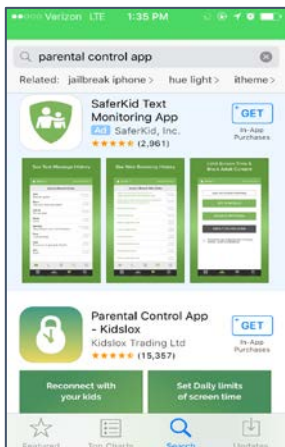 Verizon LTE 1:35 PM
parental control app
Related: jailbreak iphone > hue light > itheme >
SaferKid Text
Monitoring App
Ad SaferKid, Inc.
(2,961)
GET
In-App
Purchases
Parental Control App
- Kidslox
Kidslox Trading Ltd
(15,357)
GET
In-App
Purchases
Reconnect with
your kids
Set Daily limits
of screen time
Featured Top Charts Search Updates